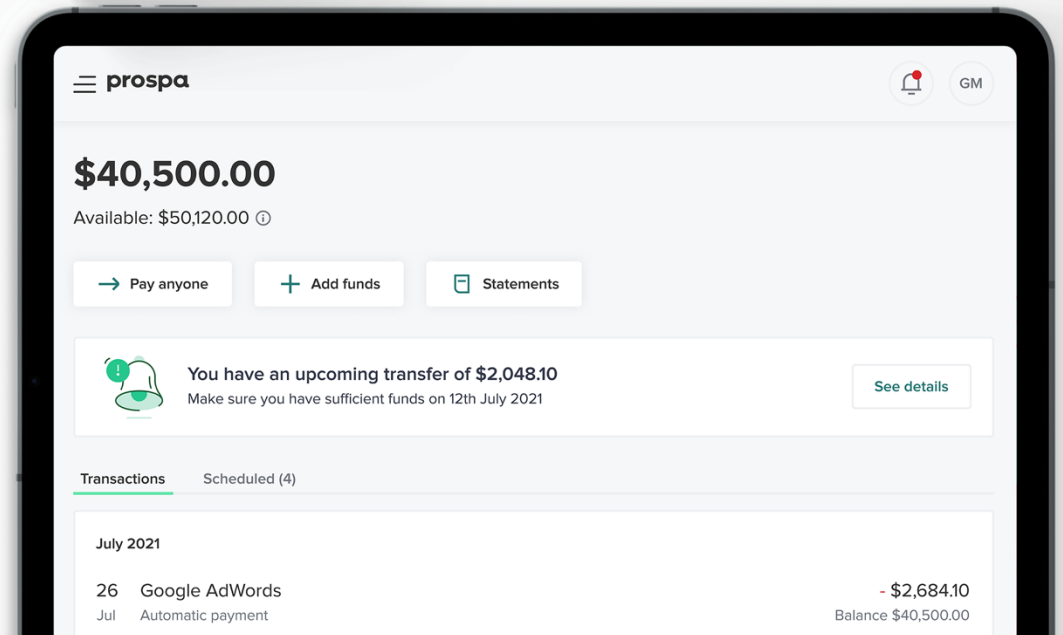 prospa
GM
$40,500.00
Available: $50,120.00
Pay anyone
Add funds
Statements
You have an upcoming transfer of $2,048.10
Make sure you have sufficient funds on 12th July 2021
See details
Transactions Scheduled (4)
July 2021
26 Google AdWords - $2,684.10
Jul Automatic payment Balance $40,500.00